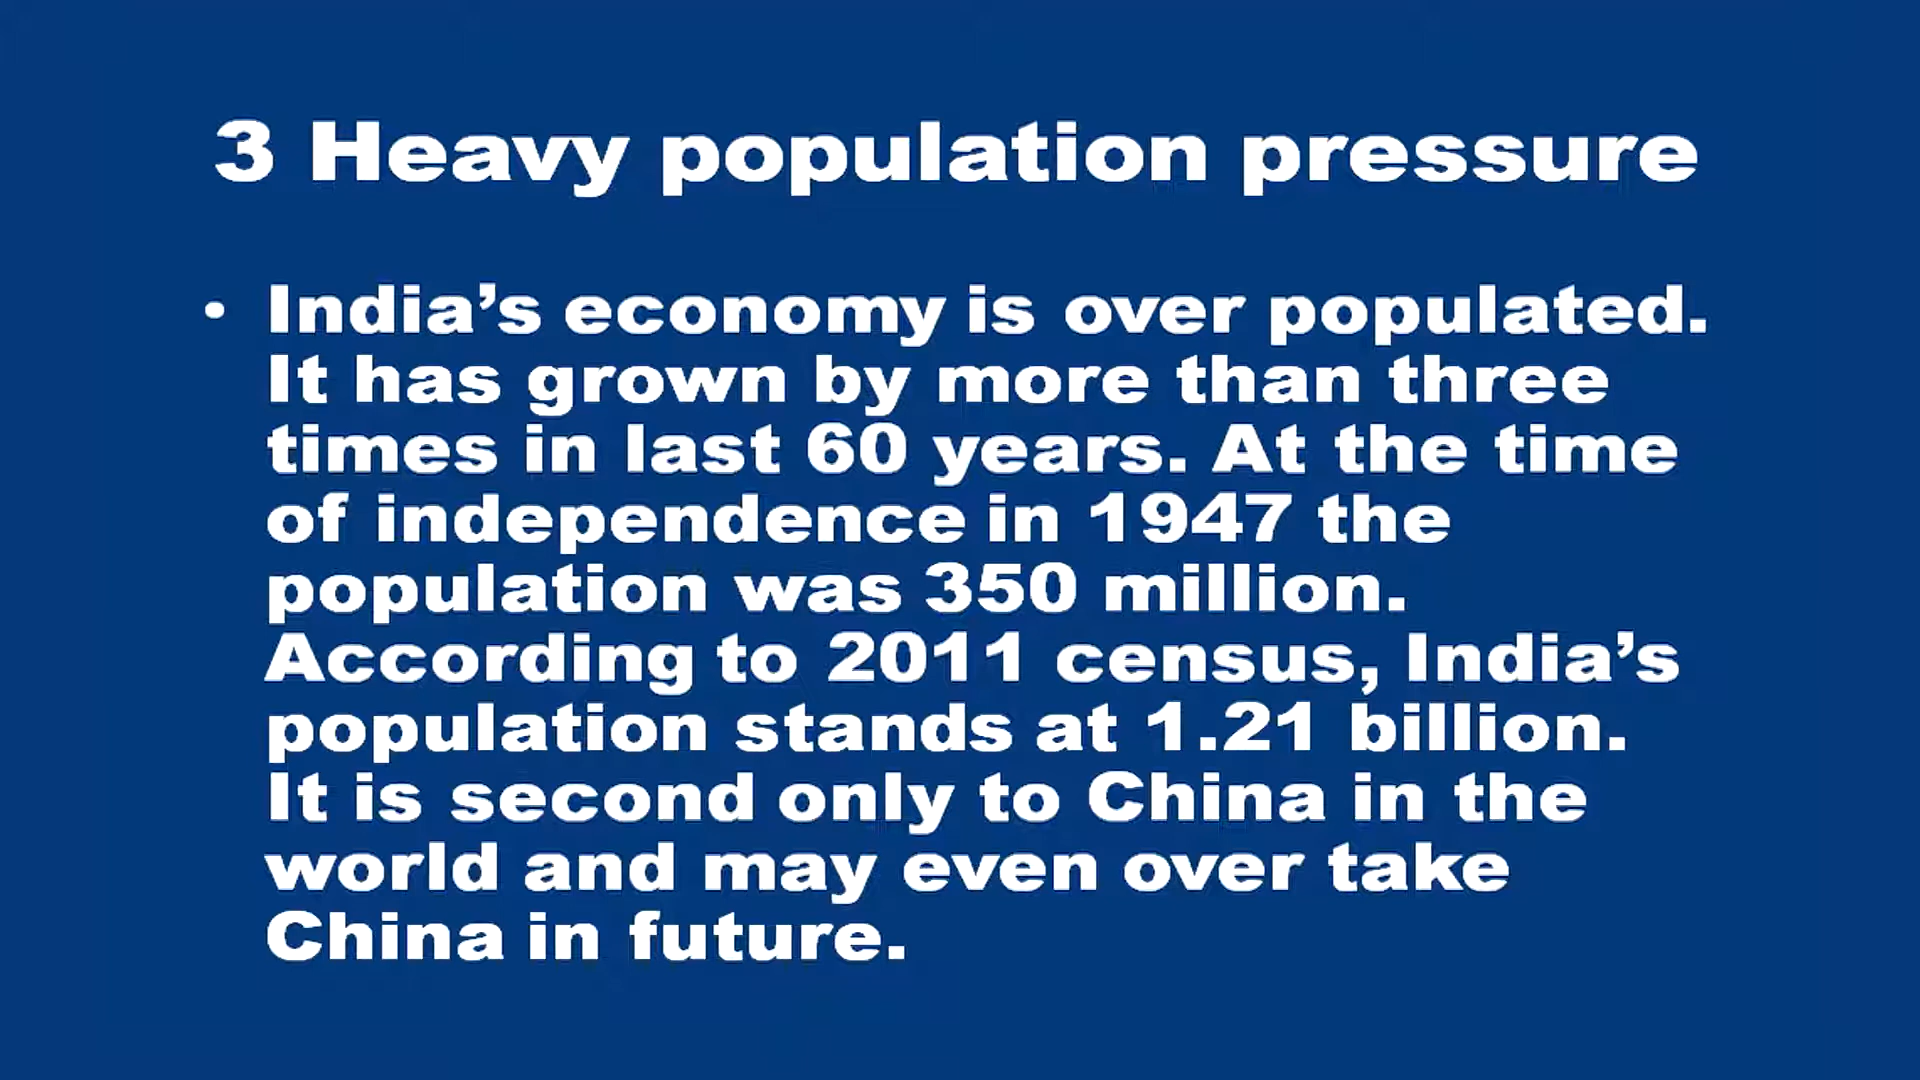 3 Heavy population pressure
• India’s economy is over populated.
It has grown by more than three
times in last 60 years. At the time
of independence in 1947 the
population was 350 million.
According to 2011 census, India’s
population stands at 1.21 billion.
It is second only to China in the
world and may even over take
China in future.